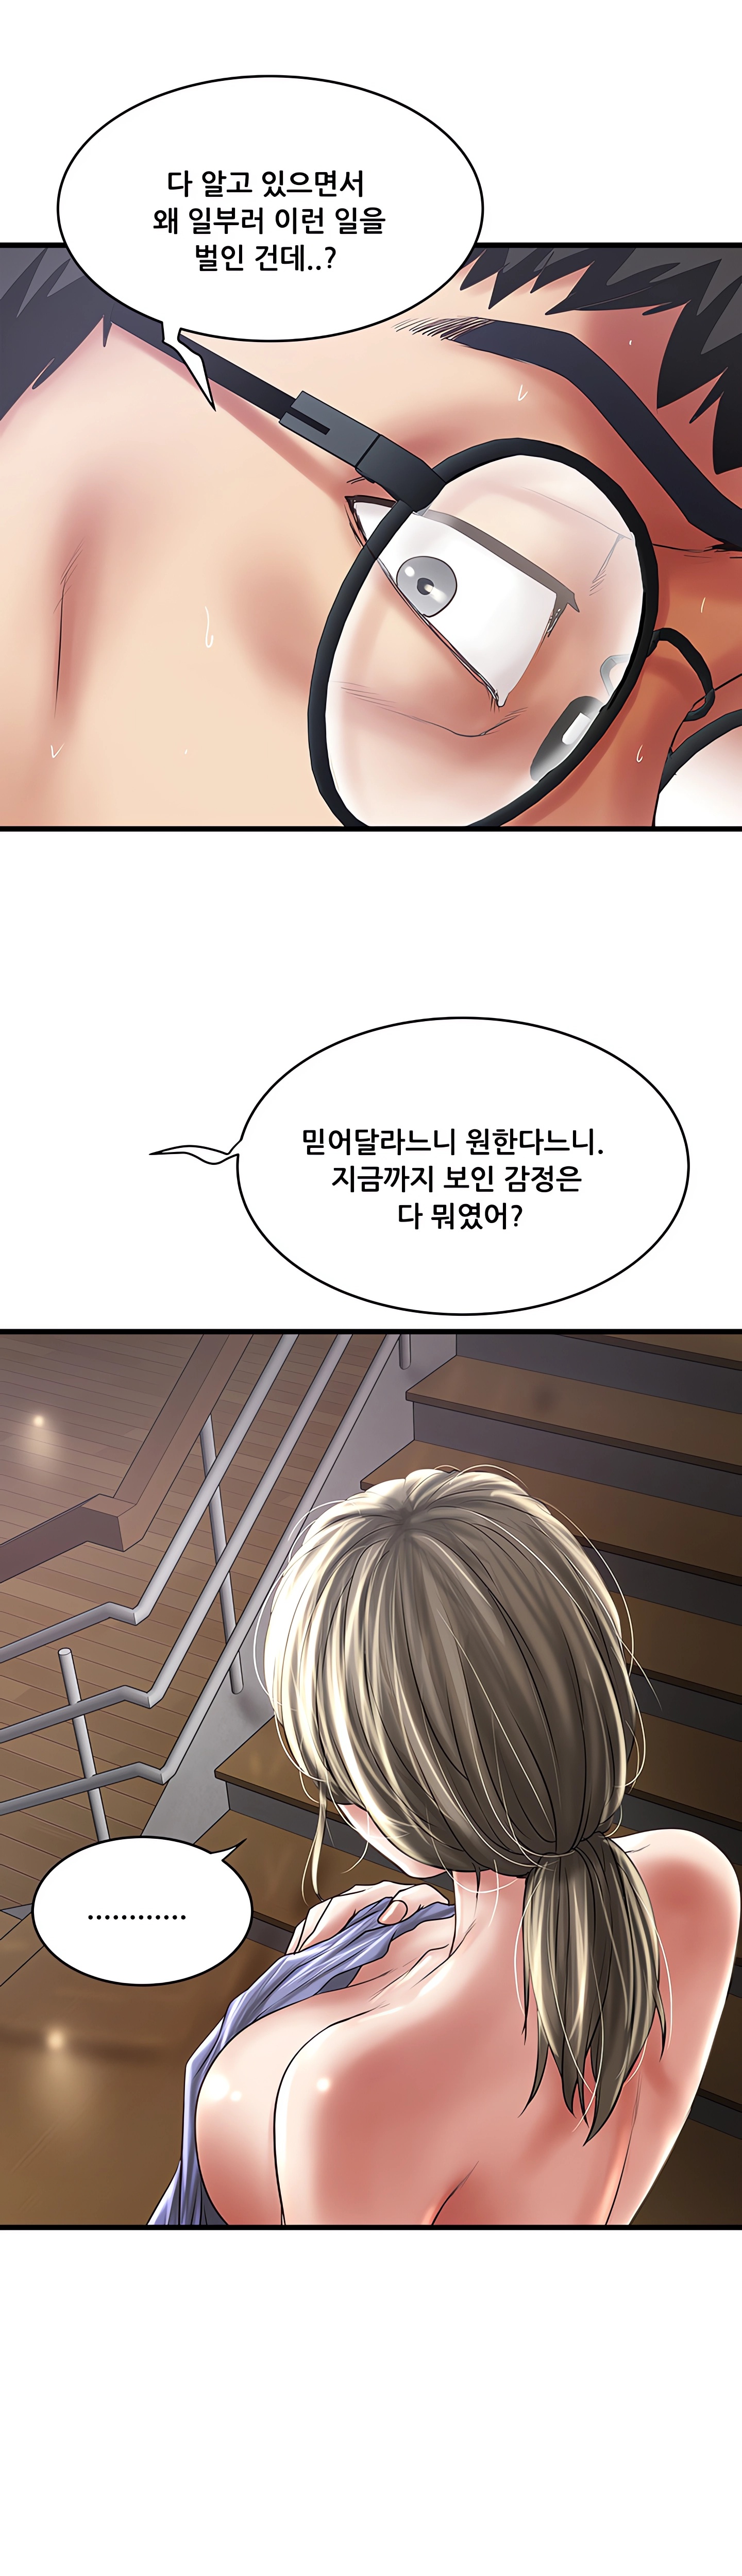 다 알고 있으면서
왜 일부러 이런 일을
벌인 건데..?
믿어달라느니 원한다느니.
지금까지 보인 감정은
다 뭐였어?
............